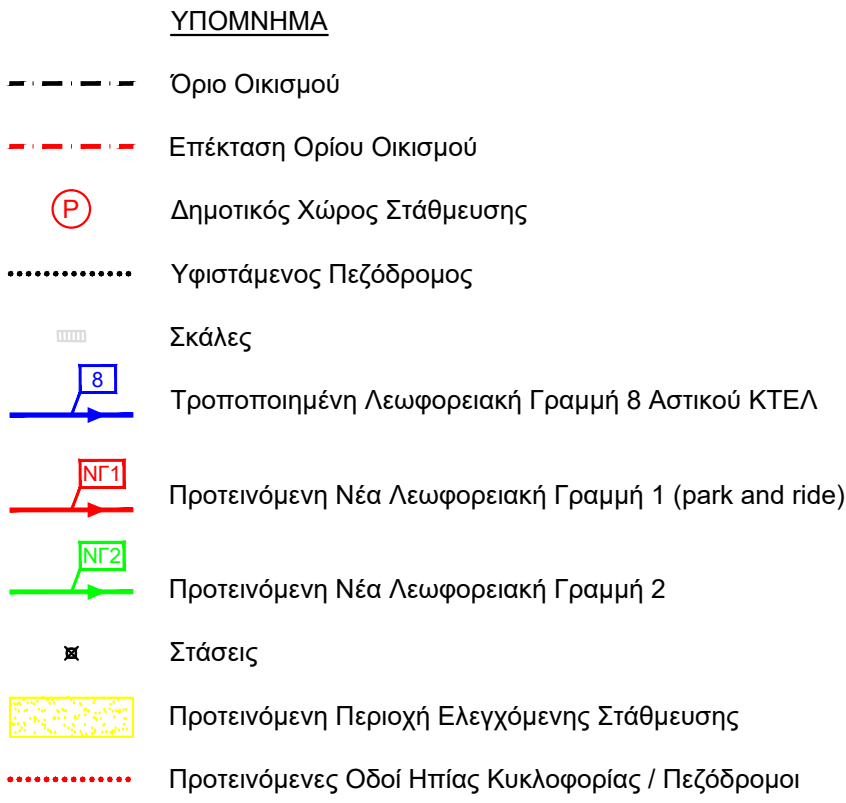 ΥΠΟΜΝΗΜΑ
Όριο Οικισμού
Επέκταση Ορίου Οικισμού
P Δημοτικός Χώρος Στάθμευσης
Υφιστάμενος Πεζόδρομος
Σκάλες
8 Τροποποιημένη Λεωφορειακή Γραμμή 8 Αστικού ΚΤΕΛ
ΝΓ1 Προτεινόμενη Νέα Λεωφορειακή Γραμμή 1 (park and ride)
ΝΓ2 Προτεινόμενη Νέα Λεωφορειακή Γραμμή 2
Στάσεις
Προτεινόμενη Περιοχή Ελεγχόμενης Στάθμευσης
Προτεινόμενες Οδοί Ηπίας Κυκλοφορίας / Πεζόδρομοι